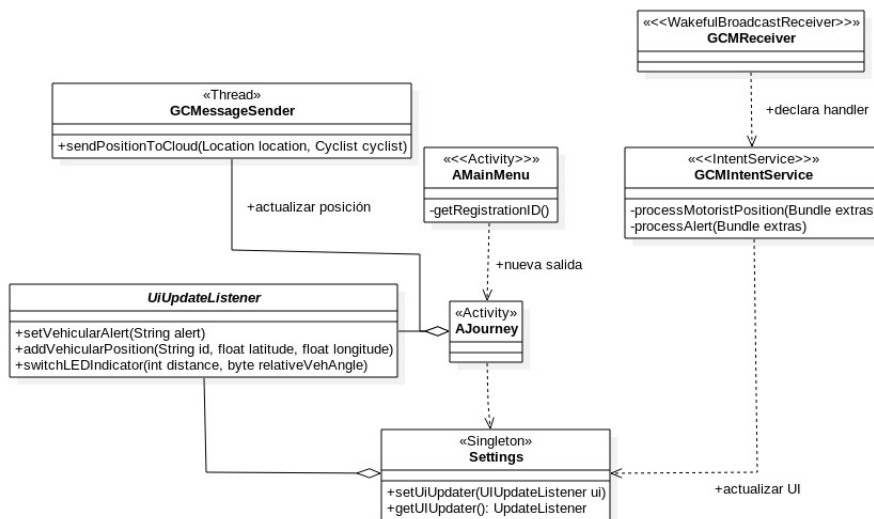 «<<WakefulBroadcastReceiver>>»
GCMReceiver
+declara handler
«Thread»
GCMessageSender
+sendPositionToCloud(Location location, Cyclist cyclist)
«<<Activity>>»
AMainMenu
-getRegistrationID()
«<<IntentService>>»
GCMIntentService
-processMotoristPosition(Bundle extras)
-processAlert(Bundle extras)
+actualizar posición
+nueva salida
UiUpdateListener
+setVehicularAlert(String alert)
+addVehicularPosition(String id, float latitude, float longitude)
+switchLEDIndicator(int distance, byte relativeVehAngle)
«Activity»
AJourney
«Singleton»
Settings
+setUiUpdater(UIUpdateListener ui)
+getUIUpdater(): UpdateListener
+actualizar UI